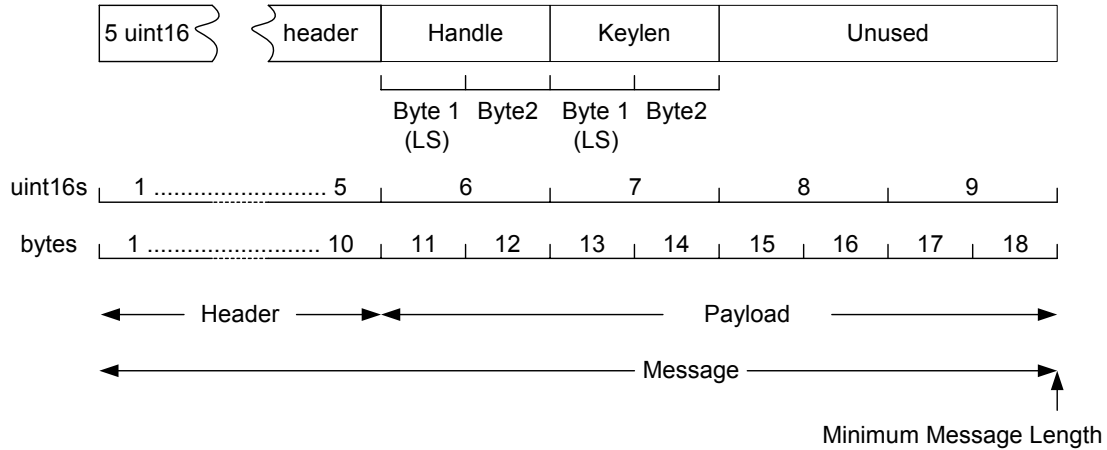 5 uint16 header Handle Keylen Unused
Byte 1 Byte2 Byte 1 Byte2
(LS) (LS)
uint16s 1 ............................ 5 6 7 8 9
bytes 1 ............................ 10 11 12 13 14 15 16 17 18
Header Payload
Message
Minimum Message Length